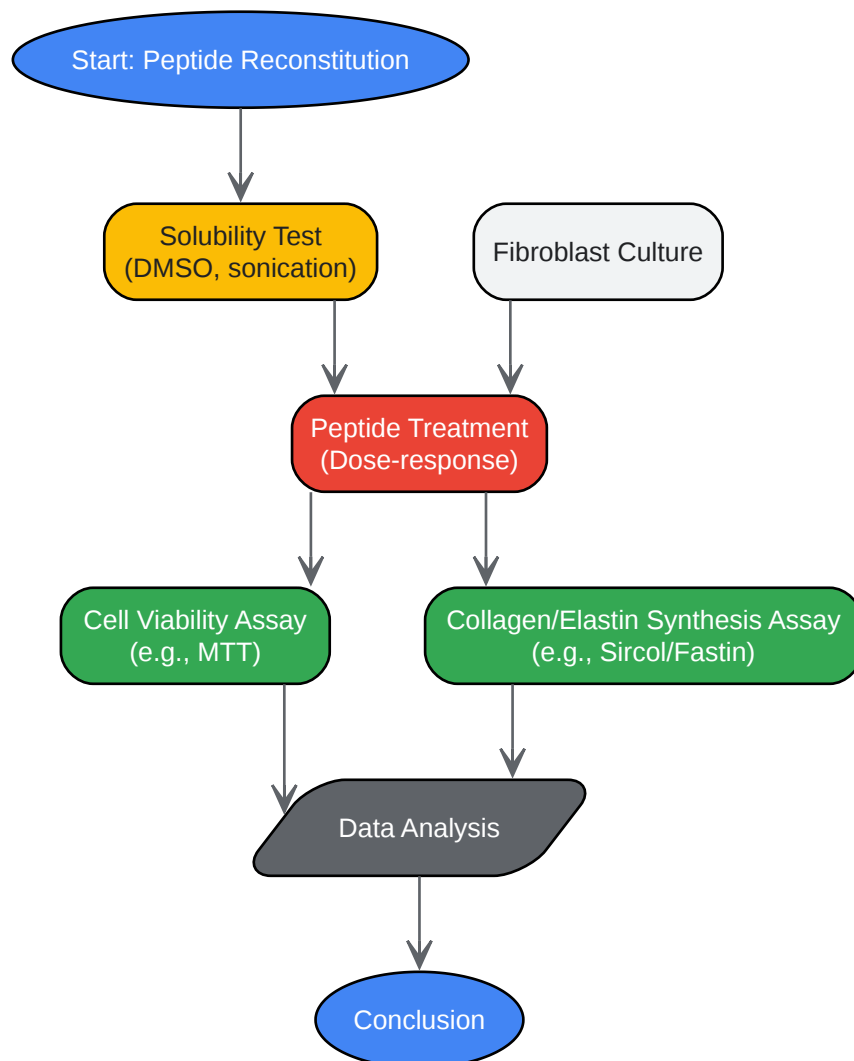 Start: Peptide Reconstitution
Solubility Test
(DMSO, sonication)
Fibroblast Culture
Peptide Treatment
(Dose-response)
Cell Viability Assay
(e.g., MTT)
Collagen/Elastin Synthesis Assay
(e.g., Sircol/Fastin)
Data Analysis
Conclusion